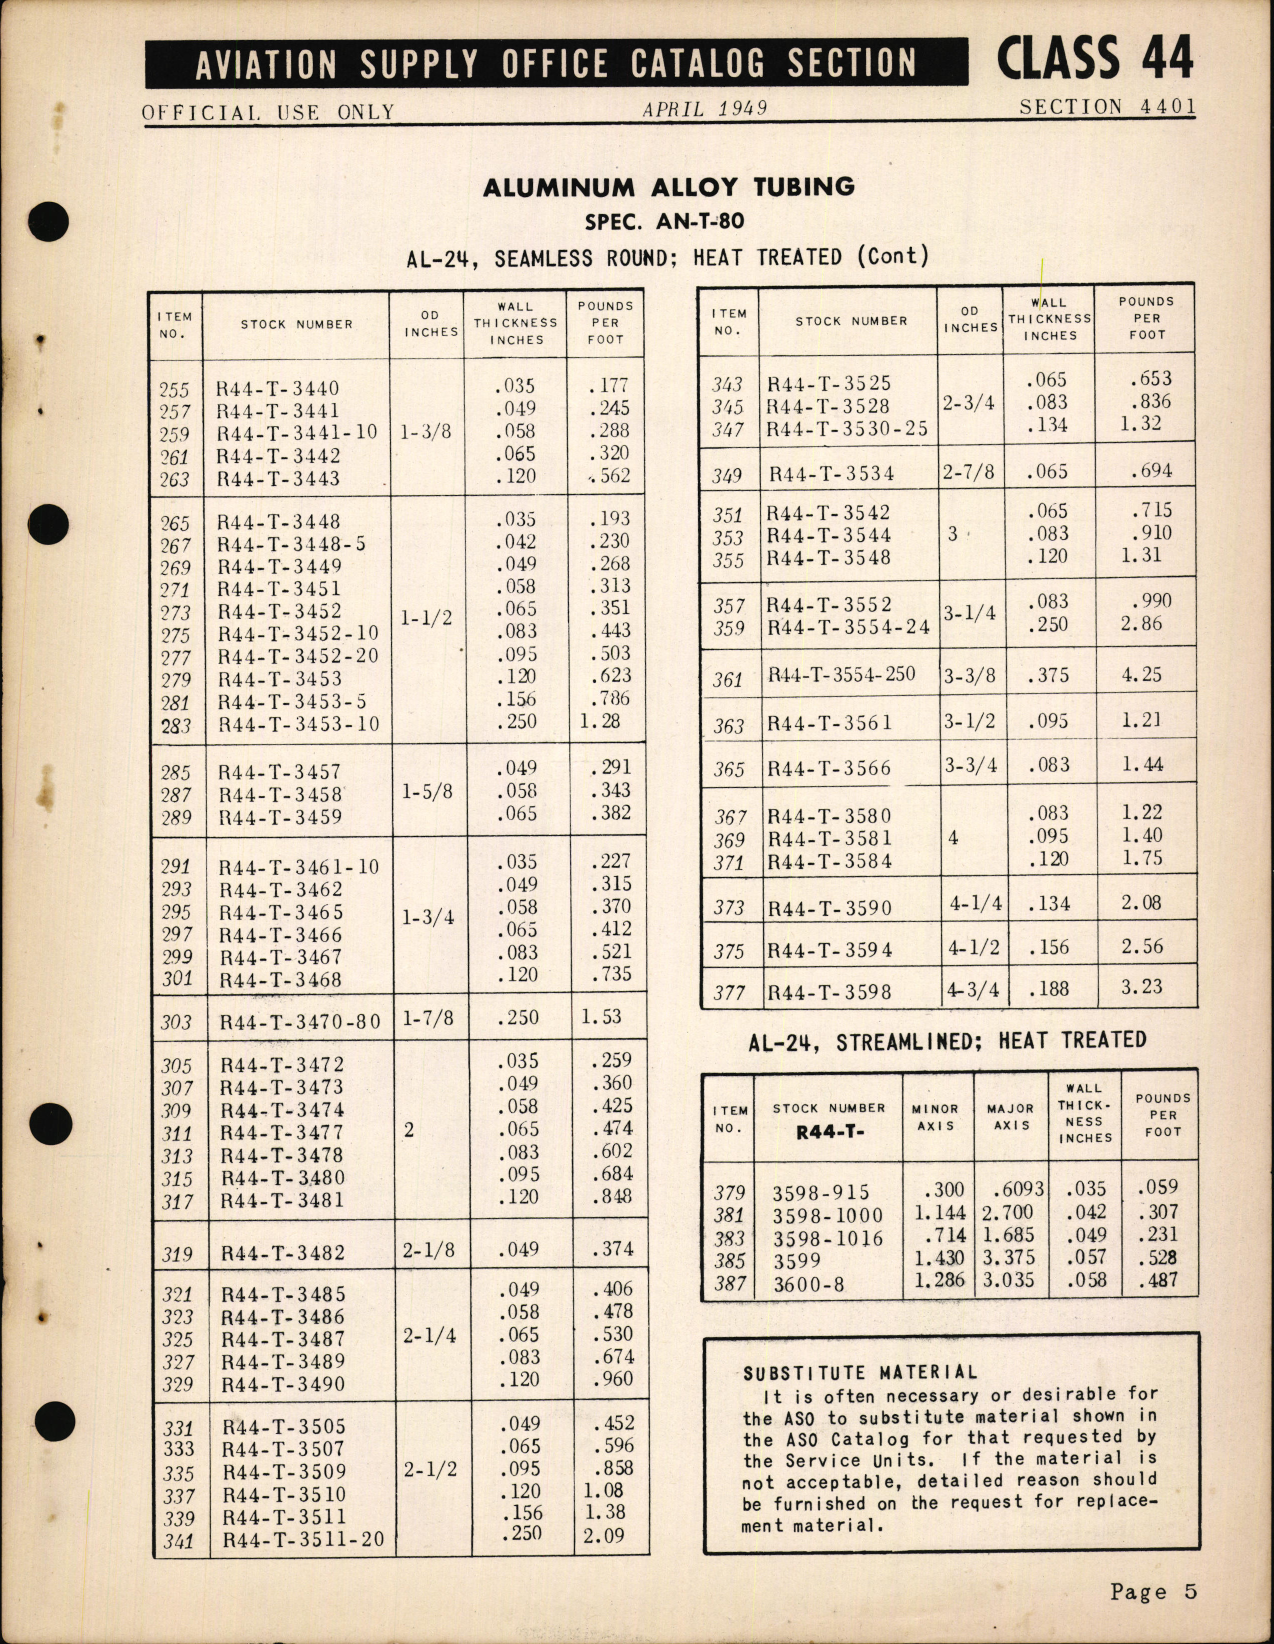 AVIATION SUPPLY OFFICE CATALOG SECTION CLASS 44
OFFICIAL USE ONLY APRIL 1949 SECTION 4401
ALUMINUM ALLOY TUBING
SPEC. AN-T-80
AL-24, SEAMLESS ROUND; HEAT TREATED (Cont)
ITEM NO. STOCK NUMBER OD INCHES WALL THICKNESS INCHES POUNDS PER FOOT
255 R44-T-3440 .035 .177
257 R44-T-3441 .049 .245
259 R44-T-3441-10 1-3/8 .058 .288
261 R44-T-3442 .065 .320
263 R44-T-3443 .120 .562
265 R44-T-3448 .035 .193
267 R44-T-3448-5 .042 .230
269 R44-T-3449 .049 .268
271 R44-T-3451 .058 .313
273 R44-T-3452 1-1/2 .065 .351
275 R44-T-3452-10 .083 .443
277 R44-T-3452-20 .095 .503
279 R44-T-3453 .120 .623
281 R44-T-3453-5 .156 .786
283 R44-T-3453-10 .250 1.28
285 R44-T-3457 .049 .291
287 R44-T-3458 1-5/8 .058 .343
289 R44-T-3459 .065 .382
291 R44-T-3461-10 .035 .227
293 R44-T-3462 .049 .315
295 R44-T-3465 1-3/4 .058 .370
297 R44-T-3466 .065 .412
299 R44-T-3467 .083 .521
301 R44-T-3468 .120 .735
303 R44-T-3470-80 1-7/8 .250 1.53
305 R44-T-3472 .035 .259
307 R44-T-3473 .049 .360
309 R44-T-3474 .058 .425
311 R44-T-3477 2 .065 .474
313 R44-T-3478 .083 .602
315 R44-T-3480 .095 .684
317 R44-T-3481 .120 .848
319 R44-T-3482 2-1/8 .049 .374
321 R44-T-3485 .049 .406
323 R44-T-3486 .058 .478
325 R44-T-3487 2-1/4 .065 .530
327 R44-T-3489 .083 .674
329 R44-T-3490 .120 .960
331 R44-T-3505 .049 .452
333 R44-T-3507 .065 .596
335 R44-T-3509 2-1/2 .095 .858
337 R44-T-3510 .120 1.08
339 R44-T-3511 .156 1.38
341 R44-T-3511-20 .250 2.09
ITEM NO. STOCK NUMBER OD INCHES WALL THICKNESS INCHES POUNDS PER FOOT
343 R44-T-3525 .065 .653
345 R44-T-3528 2-3/4 .083 .836
347 R44-T-3530-25 .134 1.32
349 R44-T-3534 2-7/8 .065 .694
351 R44-T-3542 .065 .715
353 R44-T-3544 3 .083 .910
355 R44-T-3548 .120 1.31
357 R44-T-3552 3-1/4 .083 .990
359 R44-T-3554-24 .250 2.86
361 R44-T-3554-250 3-3/8 .375 4.25
363 R44-T-3561 3-1/2 .095 1.21
365 R44-T-3566 3-3/4 .083 1.44
367 R44-T-3580 .083 1.22
369 R44-T-3581 4 .095 1.40
371 R44-T-3584 .120 1.75
373 R44-T-3590 4-1/4 .134 2.08
375 R44-T-3594 4-1/2 .156 2.56
377 R44-T-3598 4-3/4 .188 3.23
AL-24, STREAMLINED; HEAT TREATED
ITEM NO. STOCK NUMBER R44-T- MINOR AXIS MAJOR AXIS WALL THICK-NESS INCHES POUNDS PER FOOT
379 3598-915 .300 .6093 .035 .059
381 3598-1000 1.144 2.700 .042 .307
383 3598-1016 .714 1.685 .049 .231
385 3599 1.430 3.375 .057 .528
387 3600-8 1.286 3.035 .058 .487
SUBSTITUTE MATERIAL
It is often necessary or desirable for
the ASO to substitute material shown in
the ASO Catalog for that requested by
the Service Units. If the material is
not acceptable, detailed reason should
be furnished on the request for replace-
ment material.
Page 5